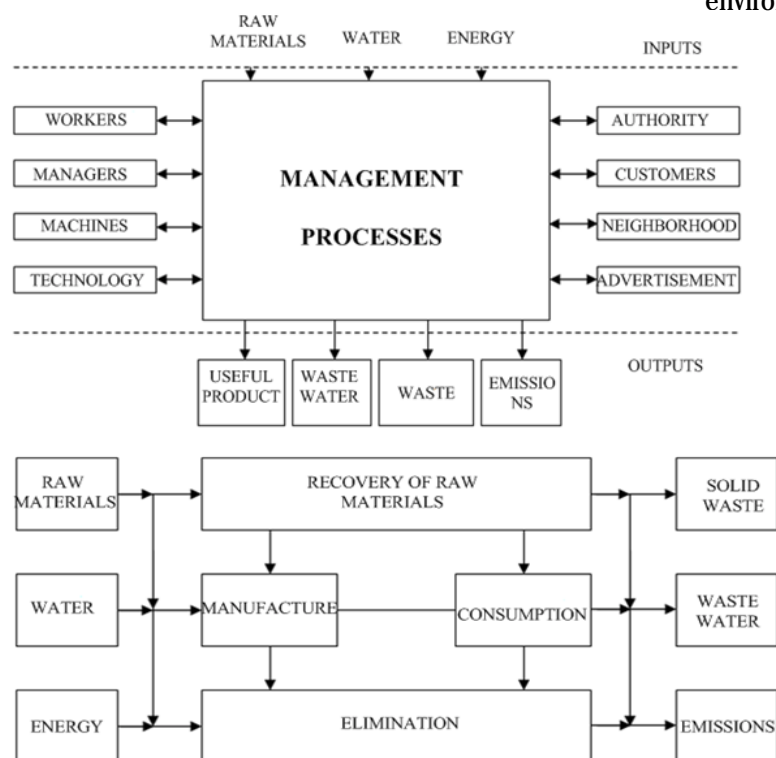 enviro
RAW
MATERIALS
WATER
ENERGY
INPUTS
WORKERS
AUTHORITY
MANAGERS
MANAGEMENT
CUSTOMERS
MACHINES
PROCESSES
NEIGHBORHOOD
TECHNOLOGY
ADVERTISEMENT
OUTPUTS
USEFUL
PRODUCT
WASTE
WATER
WASTE
EMISSIO
NS
RAW
MATERIALS
RECOVERY OF RAW
MATERIALS
SOLID
WASTE
WATER
MANUFACTURE
CONSUMPTION
WASTE
WATER
ENERGY
ELIMINATION
EMISSIONS